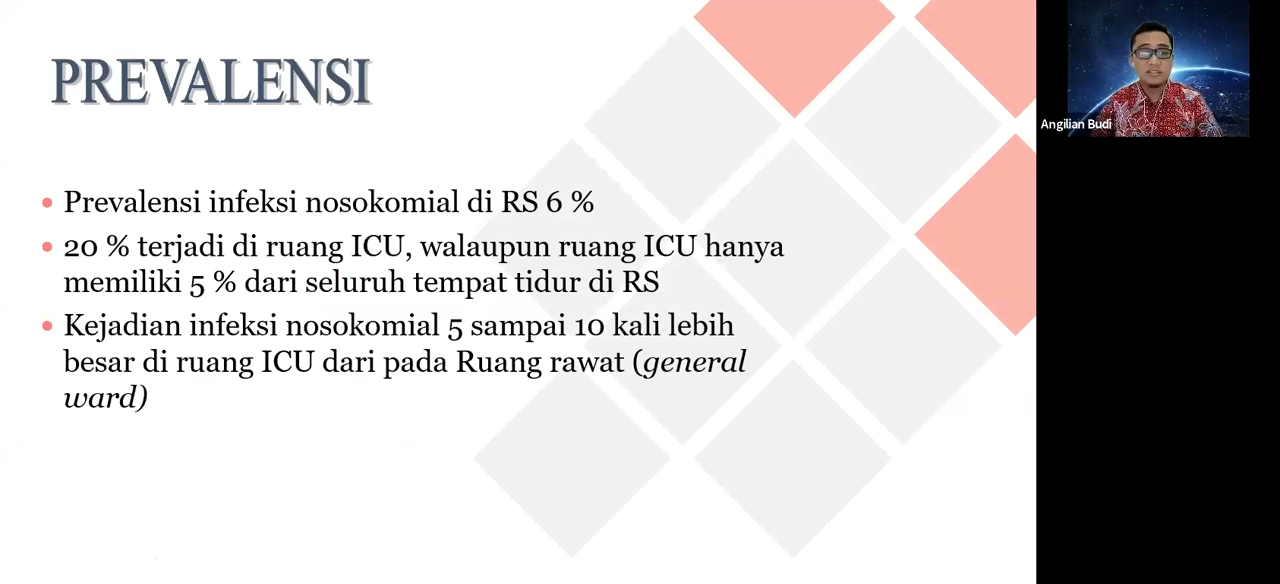 PREVALENSI
• Prevalensi infeksi nosokomial di RS 6 %
• 20 % terjadi di ruang ICU, walaupun ruang ICU hanya
memiliki 5 % dari seluruh tempat tidur di RS
• Kejadian infeksi nosokomial 5 sampai 10 kali lebih
besar di ruang ICU dari pada Ruang rawat (general
ward)
Angilian Budi